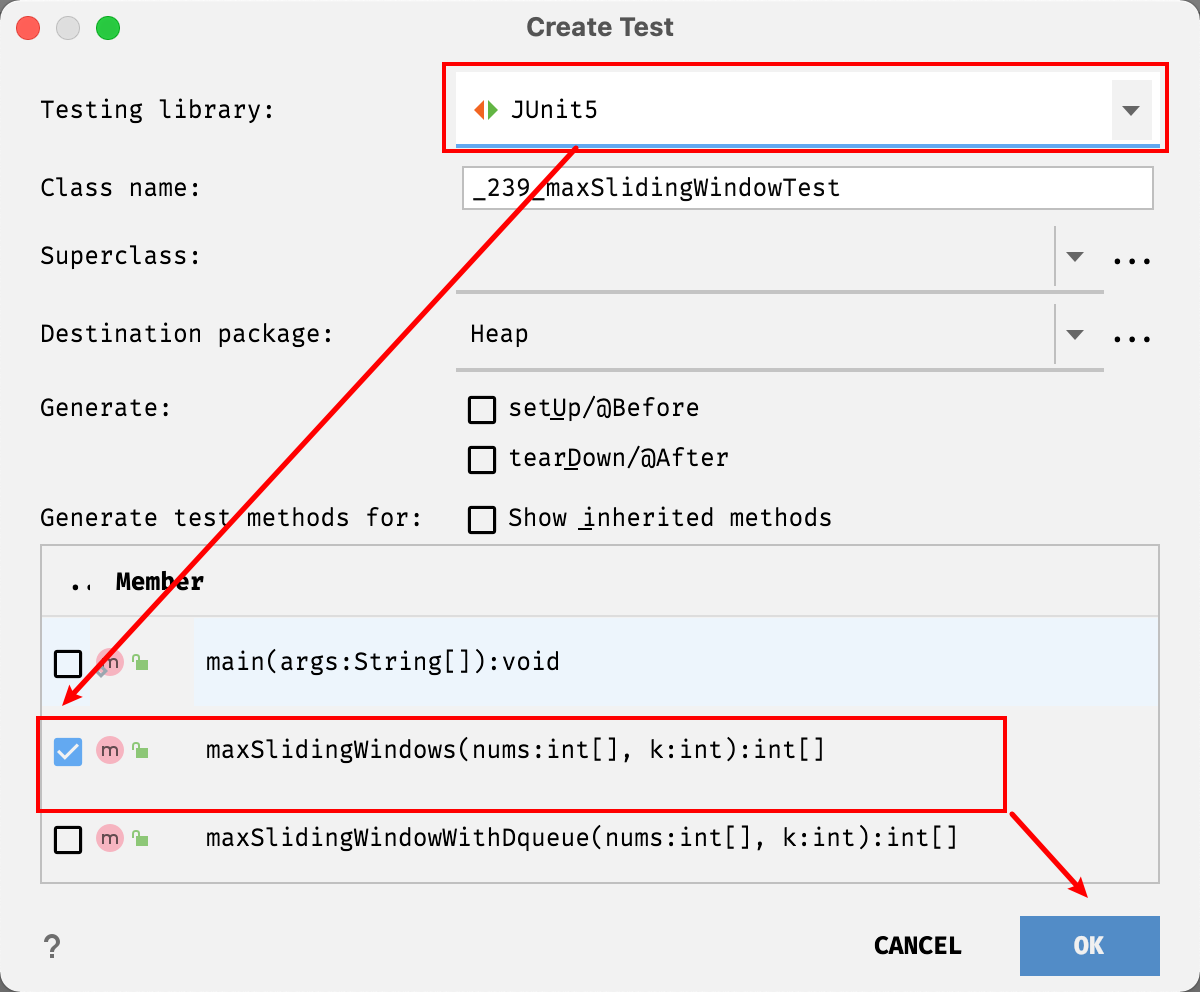 Create Test
Testing library: JUnit5
Class name: _239_maxSlidingWindowTest
Superclass: ...
Destination package: Heap ...
Generate: setUp/@Before
tearDown/@After
Generate test methods for: Show inherited methods
.. Member
m main(args:String[]):void
m maxSlidingWindows(nums:int[], k:int):int[]
m maxSlidingWindowWithDqueue(nums:int[], k:int):int[]
? CANCEL OK